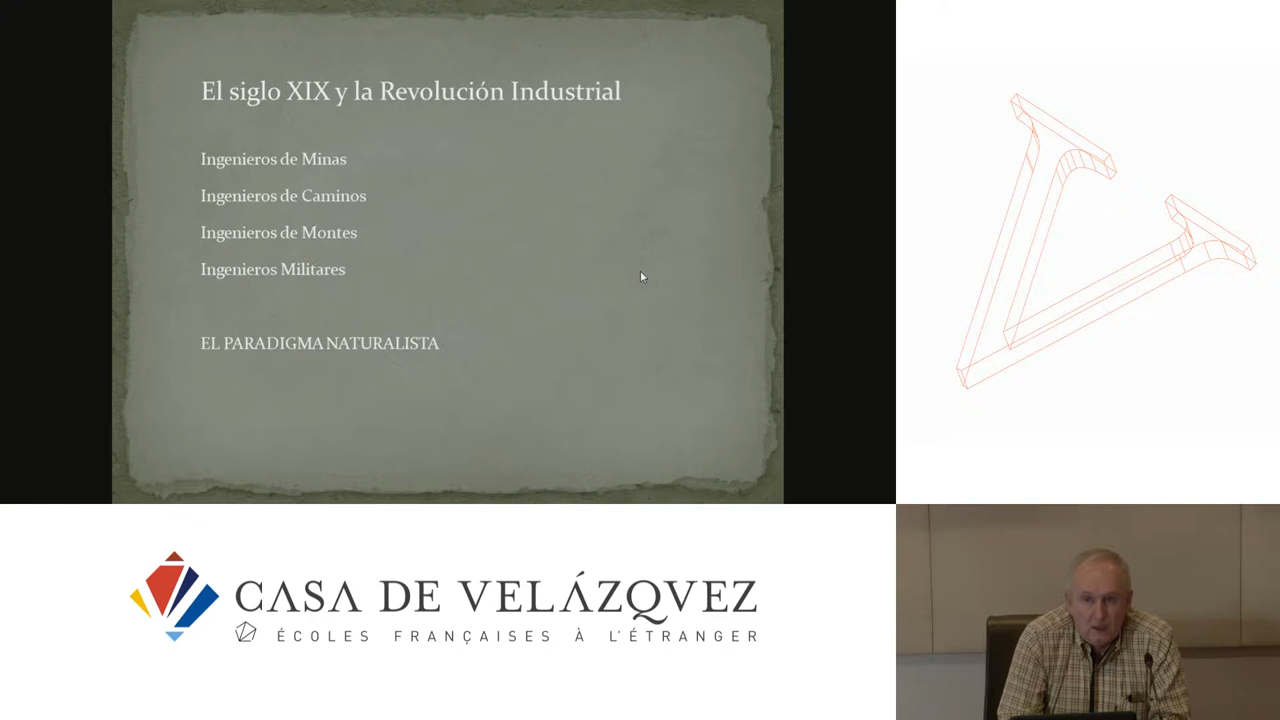 El siglo XIX y la Revolución Industrial
Ingenieros de Minas
Ingenieros de Caminos
Ingenieros de Montes
Ingenieros Militares
EL PARADIGMA NATURALISTA
CASA DE VELÁZQVEZ
ÉCOLES FRANÇAISES À L'ÉTRANGER